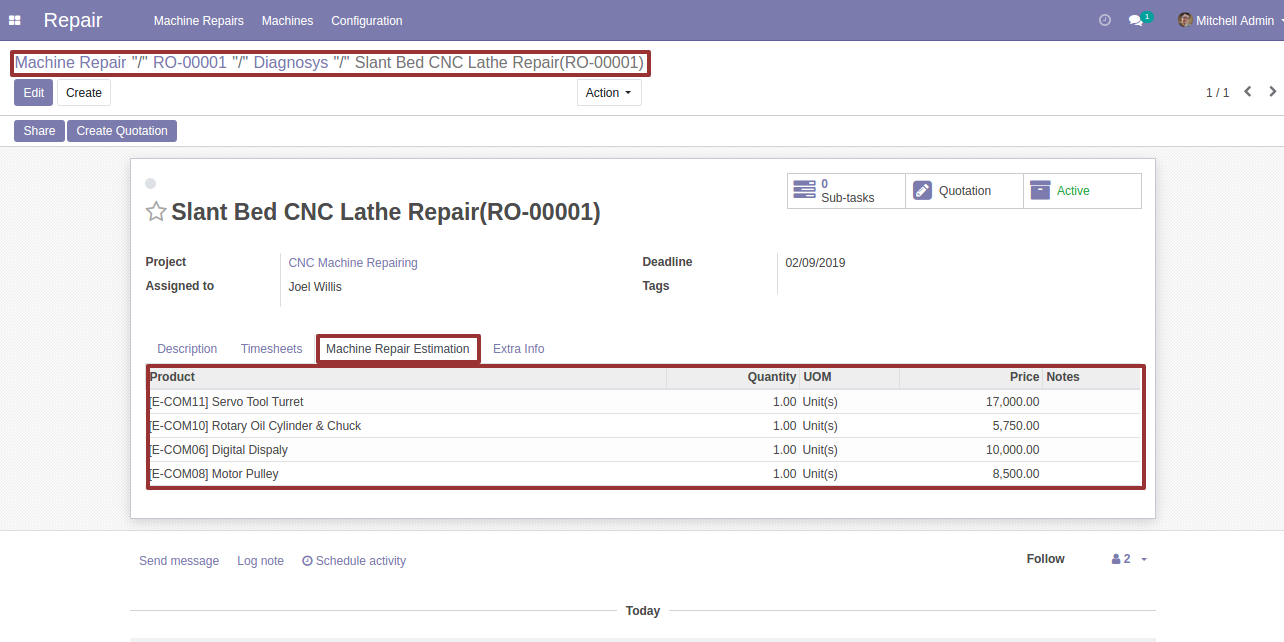 Repair Machine Repairs Machines Configuration 1 Mitchell Admin
Machine Repair "/" RO-00001 "/" Diagnosys "/" Slant Bed CNC Lathe Repair(RO-00001)
Edit Create Action 1 / 1
Share Create Quotation
0
Sub-tasks Quotation Active
Slant Bed CNC Lathe Repair(RO-00001)
Project CNC Machine Repairing Deadline 02/09/2019
Assigned to Joel Willis Tags
Description Timesheets Machine Repair Estimation Extra Info
Product Quantity UOM Price Notes
[E-COM11] Servo Tool Turret 1.00 Unit(s) 17,000.00
[E-COM10] Rotary Oil Cylinder & Chuck 1.00 Unit(s) 5,750.00
[E-COM06] Digital Dispaly 1.00 Unit(s) 10,000.00
[E-COM08] Motor Pulley 1.00 Unit(s) 8,500.00
Send message Log note Schedule activity Follow 2
Today